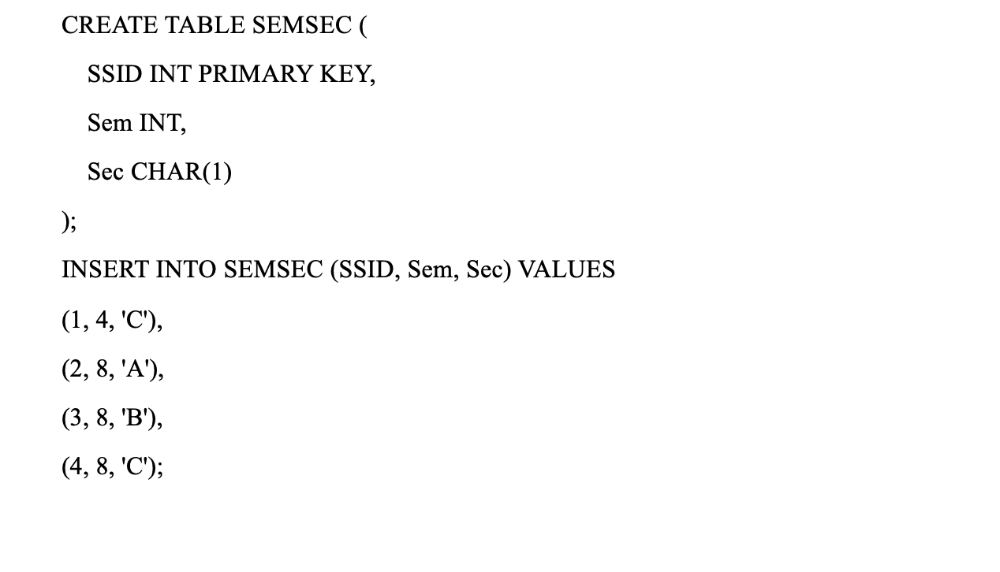 CREATE TABLE SEMSEC (
SSID INT PRIMARY KEY,
Sem INT,
Sec CHAR(1)
);
INSERT INTO SEMSEC (SSID, Sem, Sec) VALUES
(1, 4, 'C'),
(2, 8, 'A'),
(3, 8, 'B'),
(4, 8, 'C');